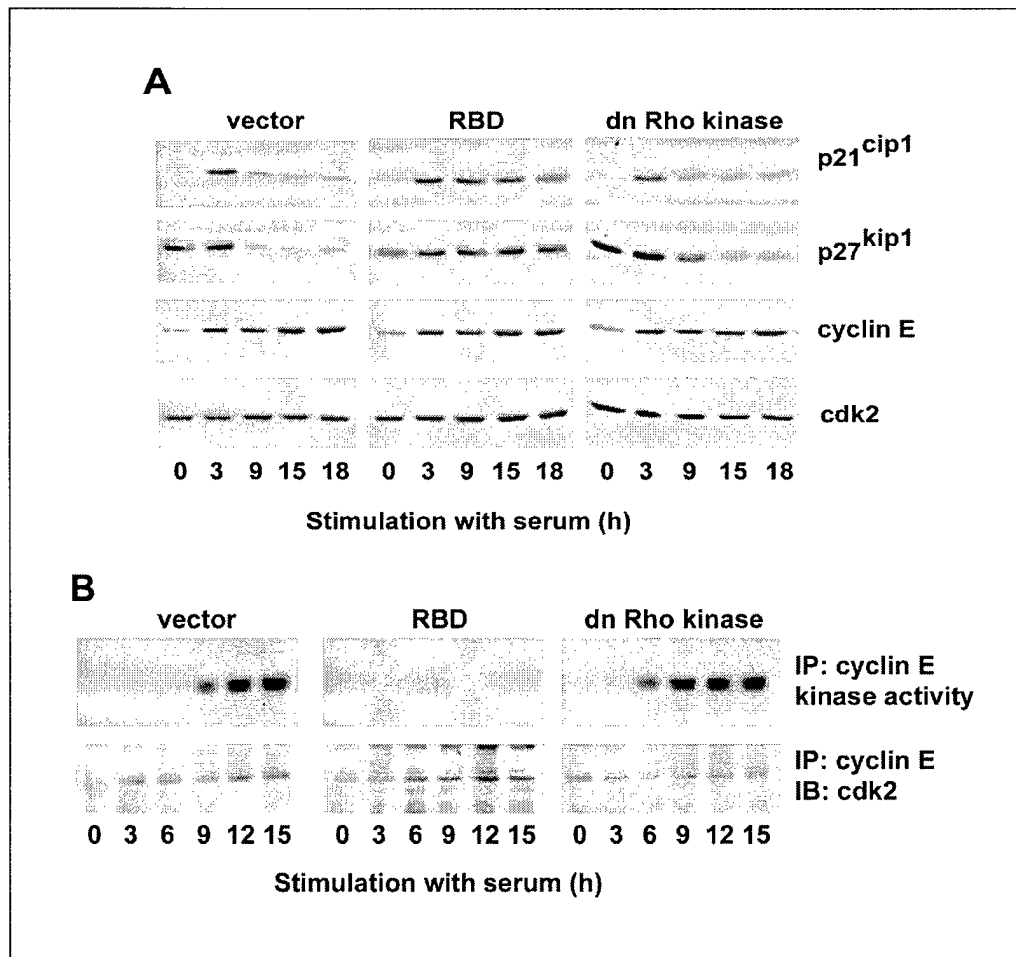 A
vector RBD dn Rho kinase
p21cip1
p27kip1
cyclin E
cdk2
0 3 9 15 18 0 3 9 15 18 0 3 9 15 18
Stimulation with serum (h)
B
vector RBD dn Rho kinase
IP: cyclin E
kinase activity
IP: cyclin E
IB: cdk2
0 3 6 9 12 15 0 3 6 9 12 15 0 3 6 9 12 15
Stimulation with serum (h)